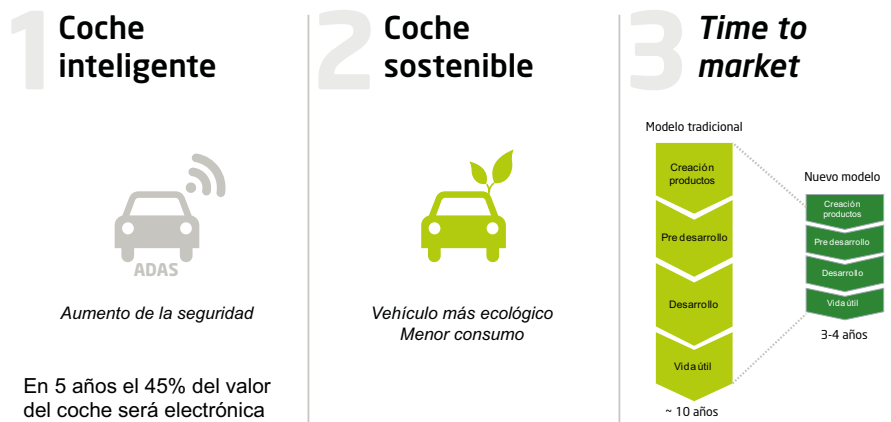 1 Coche
inteligente
ADAS
Aumento de la seguridad
En 5 años el 45% del valor
del coche será electrónica
2 Coche
sostenible
Vehículo más ecológico
Menor consumo
3 Time to
market
Modelo tradicional
Creación
productos
Pre desarrollo
Desarrollo
Vida útil
~ 10 años
Nuevo modelo
Creación
productos
Pre desarrollo
Desarrollo
Vida útil
3-4 años